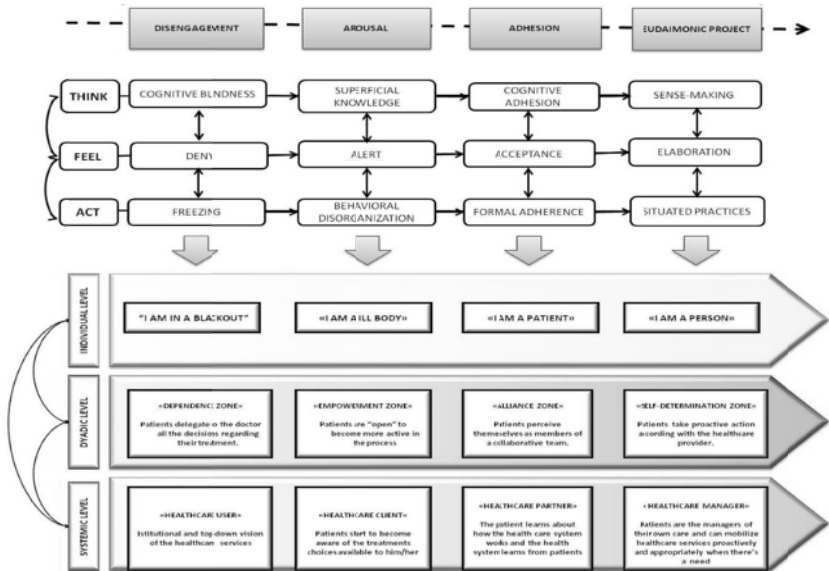 DISENGAGEMENT
AROUSAL
ADHESION
EUDAIMONIC PROJECT
THINK
COGNITIVE BLNDNESS
SUPERFICIAL
KNOWLEDGE
COGNITIVE
ADHESION
SENSE-MAKING
FEEL
DENY
ALERT
ACCEPTANCE
ELABORATION
ACT
FREEZING
BEHAVIORAL
DISORGANIZATION
FORMAL ADHERENCE
SITUATED PRACTICES
INDIVIDUAL LEVEL
"I AM IN A BLACKOUT"
«I AM A ILL BODY»
«I AM A PATIENT»
«I AM A PERSON»
DYADIC LEVEL
«DEPENDENCE ZONE»
Patients delegate to the doctor
all the decisions regarding
their treatment.
«EMPOWERMENT ZONE»
Patients are "open" to
become more active in
the process
«ALLIANCE ZONE»
Patients perceive
themselves as members of
a collaborative team.
«SELF-DETERMINATION ZONE»
Patients take proactive action
according with the healthcare
provider.
SYSTEMIC LEVEL
«HEALTHCARE USER»
Istitutional and top-down vision
of the healthcare services
«HEALTHCARE CLIENT»
Patients start to become
aware of the treatments
choices available to him/her
«HEALTHCARE PARTNER»
The patient learns about
how the health care system
works and the health
system learns from patients
«HEALTHCARE MANAGER»
Patients are the managers of
their own care and can mobilize
healthcare services proactively
and appropriately when there's
a need